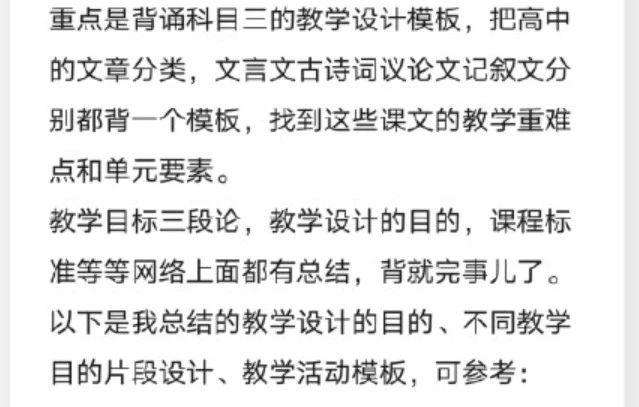 重点是背诵科目三的教学设计模板，把高中
的文章分类，文言文古诗词议论文记叙文分
别都背一个模板，找到这些课文的教学重难
点和单元要素。
教学目标三段论，教学设计的目的，课程标
准等等网络上面都有总结，背就完事儿了。
以下是我总结的教学设计的目的、不同教学
目的片段设计、教学活动模板，可参考：